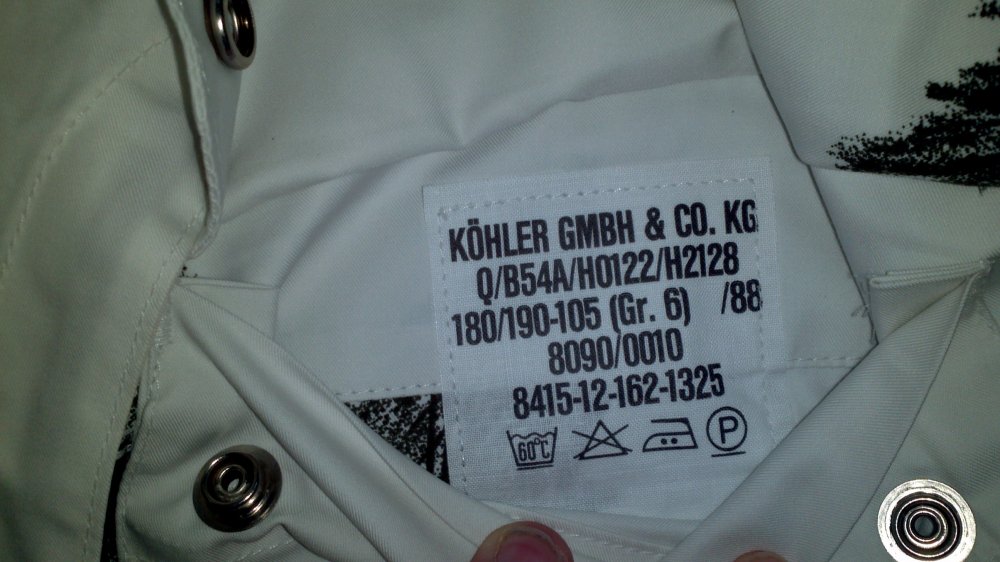 KÖHLER GMBH & CO. KG
Q/B54A/H0122/H2128
180/190-105 (Gr. 6) /88
8090/0010
8415-12-162-1325
60°C P